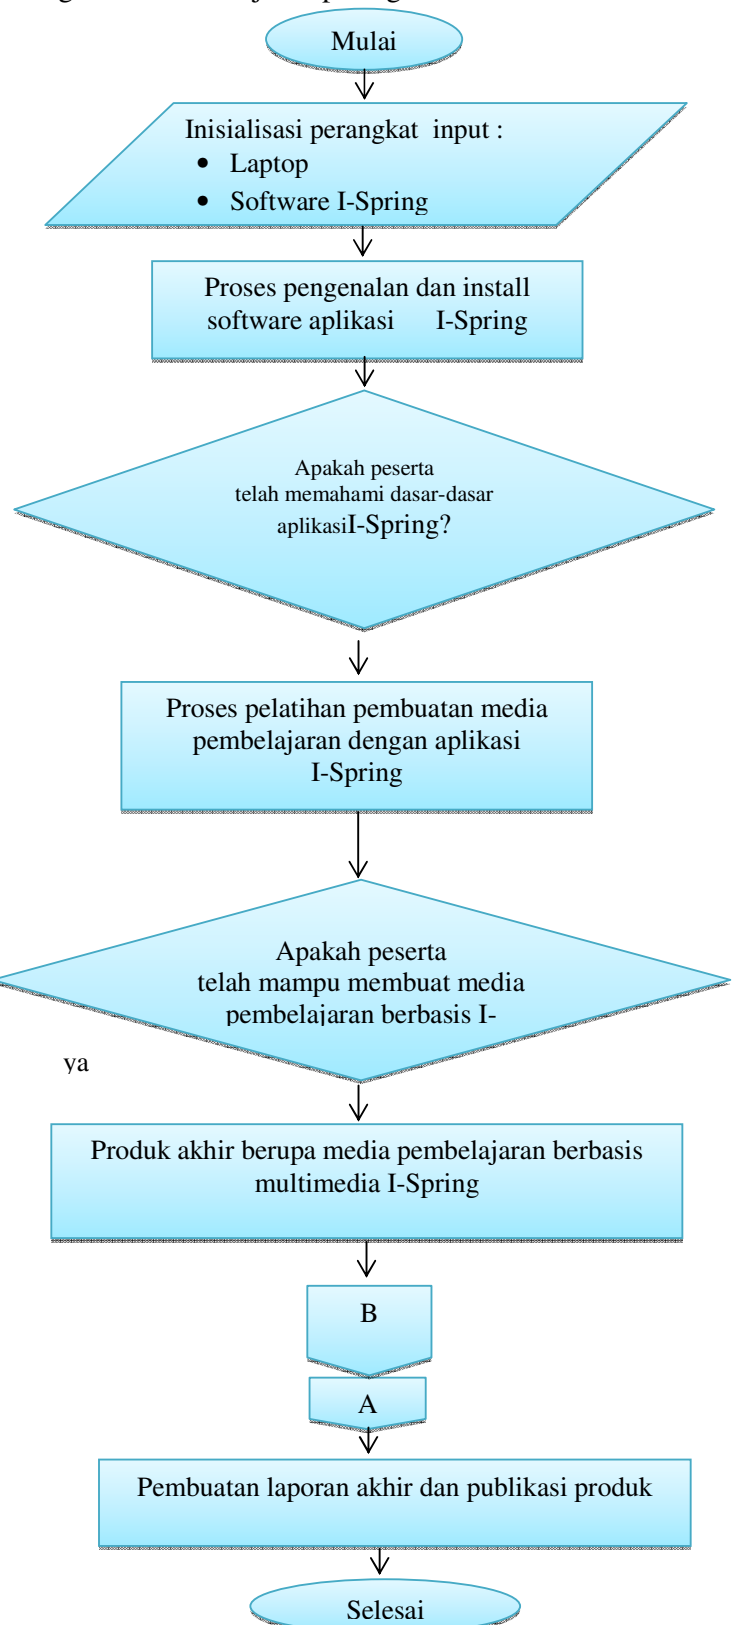 Mulai
Inisialisasi perangkat input :
• Laptop
• Software I-Spring
Proses pengenalan dan install
software aplikasi I-Spring
Apakah peserta
telah memahami dasar-dasar
aplikasiI-Spring?
Proses pelatihan pembuatan media
pembelajaran dengan aplikasi
I-Spring
Apakah peserta
telah mampu membuat media
pembelajaran berbasis I-
ya
Produk akhir berupa media pembelajaran berbasis
multimedia I-Spring
B
A
Pembuatan laporan akhir dan publikasi produk
Selesai